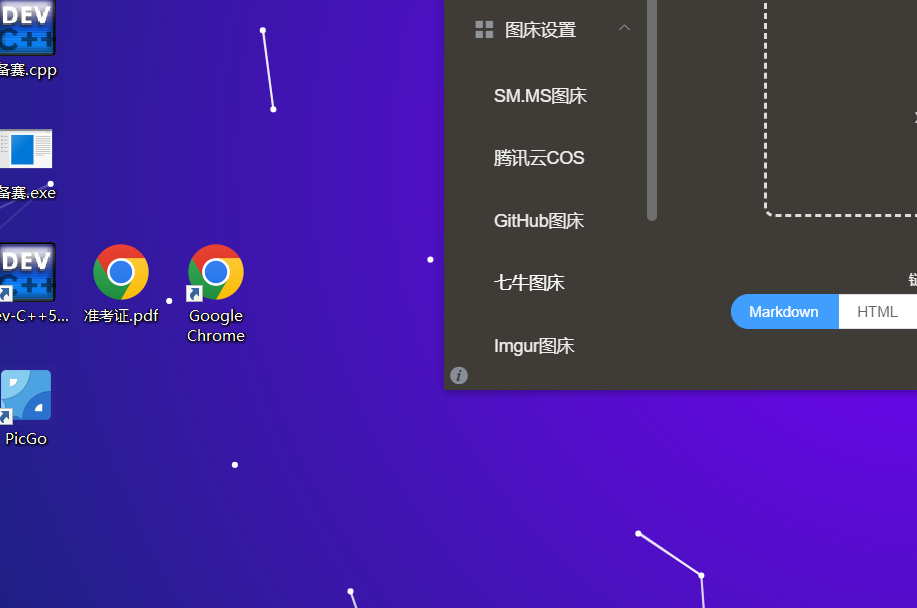 DEV
C++
备赛.cpp
备赛.exe
DEV
C++
ev-C++5...
准考证.pdf
Google
Chrome
PicGo
图床设置
SM.MS图床
腾讯云COS
GitHub图床
七牛图床
Imgur图床
Markdown
HTML